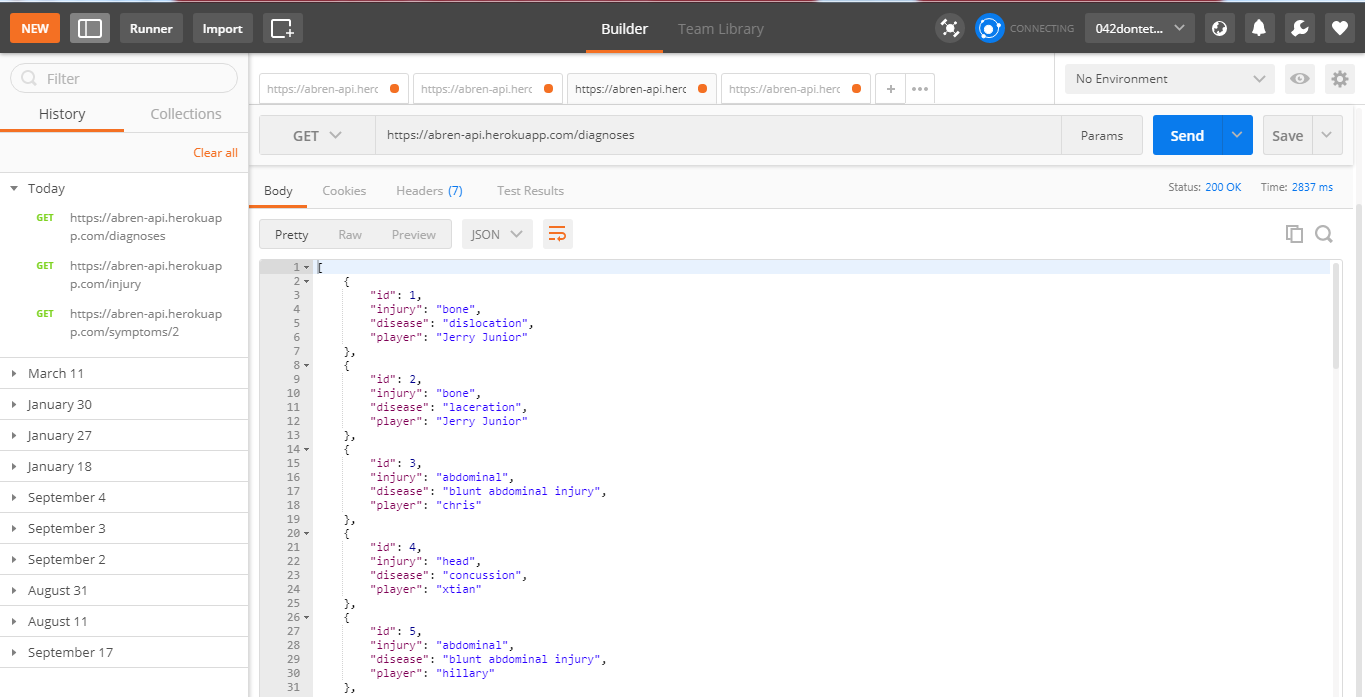 NEW
Runner
Import
Builder
Team Library
CONNECTING
042dontet...
Filter
History
Collections
Clear all
Today
GET https://abren-api.herokuap
p.com/diagnoses
GET https://abren-api.herokuap
p.com/injury
GET https://abren-api.herokuap
p.com/symptoms/2
March 11
January 30
January 27
January 18
September 4
September 3
September 2
August 31
August 11
September 17
https://abren-api.herc
https://abren-api.herc
https://abren-api.herc
https://abren-api.herc
+
•••
No Environment
GET
https://abren-api.herokuapp.com/diagnoses
Params
Send
Save
Body
Cookies
Headers (7)
Test Results
Status: 200 OK
Time: 2837 ms
Pretty
Raw
Preview
JSON
1 [
2 {
3 "id": 1,
4 "injury": "bone",
5 "disease": "dislocation",
6 "player": "Jerry Junior"
7 },
8 {
9 "id": 2,
10 "injury": "bone",
11 "disease": "laceration",
12 "player": "Jerry Junior"
13 },
14 {
15 "id": 3,
16 "injury": "abdominal",
17 "disease": "blunt abdominal injury",
18 "player": "chris"
19 },
20 {
21 "id": 4,
22 "injury": "head",
23 "disease": "concussion",
24 "player": "xtian"
25 },
26 {
27 "id": 5,
28 "injury": "abdominal",
29 "disease": "blunt abdominal injury",
30 "player": "hillary"
31 },